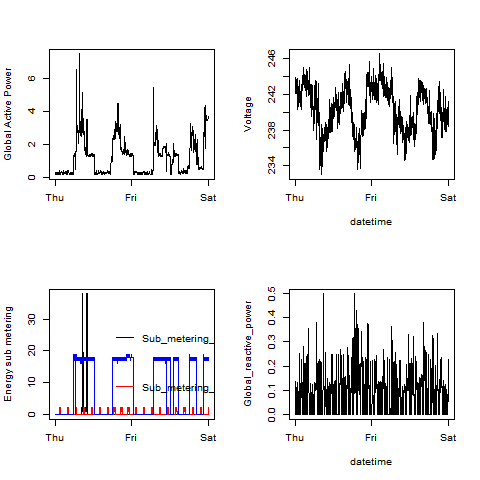 Global Active Power
0 2 4 6
Thu Fri Sat
Voltage
234 238 242 246
Thu Fri Sat
datetime
Energy sub metering
0 10 20 30
Sub_metering_
Sub_metering_
Thu Fri Sat
Global_reactive_power
0.0 0.1 0.2 0.3 0.4 0.5
Thu Fri Sat
datetime